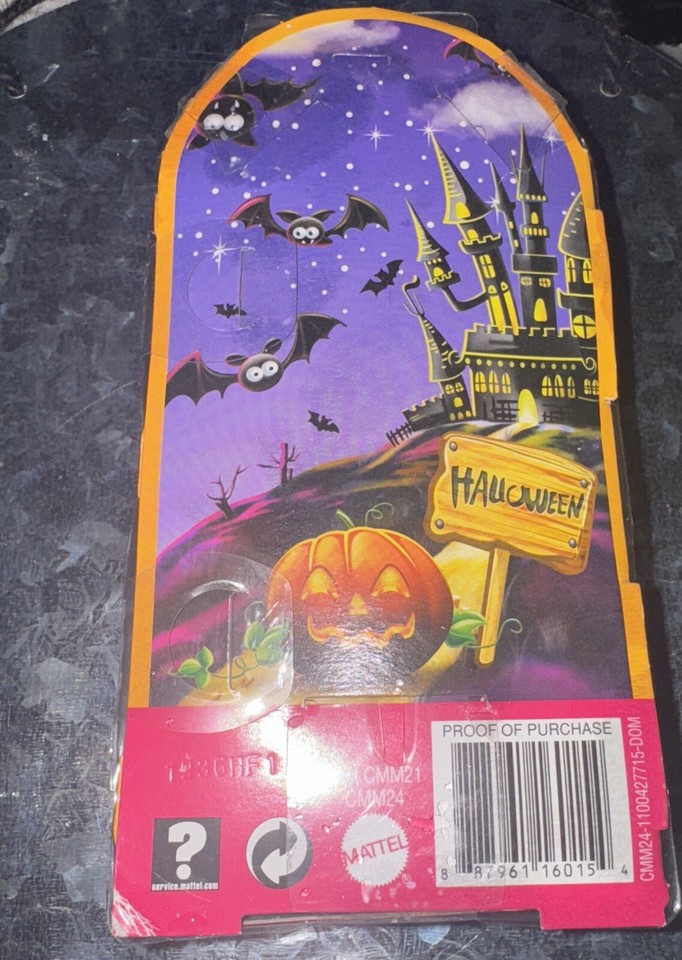 HALLOWEEN
PROOF OF PURCHASE
CMM21
CMM24
?
service.mattel.com
MATTEL
8 87961 16015 4
CMM24-1100427715-DOM